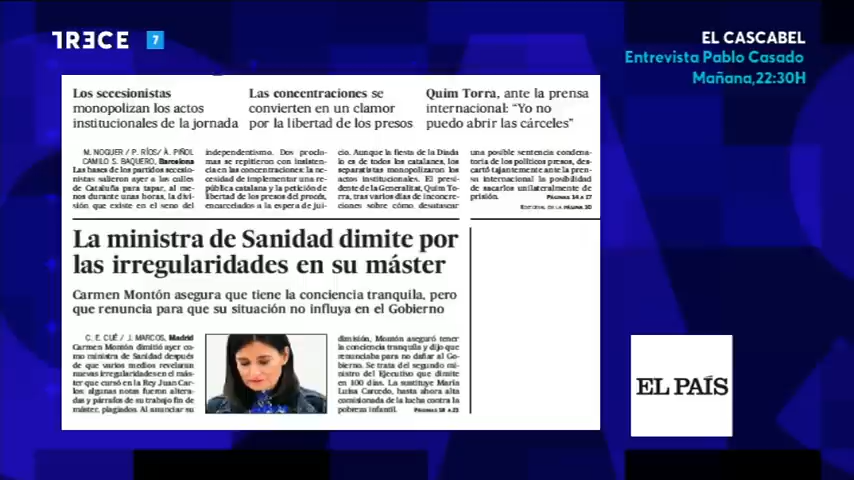 TRECE 7
EL CASCABEL
Entrevista Pablo Casado
Mañana,22:30H
Los secesionistas
monopolizan los actos
institucionales de la jornada
Las concentraciones se
convierten en un clamor
por la libertad de los presos
Quim Torra, ante la prensa
internacional: “Yo no
puedo abrir las cárceles”
M. NOGUER / P. RÍOS/ À. PIÑOL
CAMILO S. BAQUERO, Barcelona
Las bases de los partidos secesio-
nistas salieron ayer a las calles
de Cataluña para tapar, al me-
nos durante unas horas, la divi-
sión que existe en el seno del
independentismo. Dos procla-
mas se repitieron con insisten-
cia en las concentraciones: la ne-
cesidad de implementar una re-
pública catalana y la petición de
libertad de los presos del procés,
encarcelados a la espera de jui-
cio. Aunque la fiesta de la Diada
lo es de todos los catalanes, los
separatistas monopolizaron los
actos institucionales. El presi-
dente de la Generalitat, Quim To-
rra, tras varios días de inconcre-
ciones sobre cómo desatascar
una posible sentencia condena-
toria de los políticos presos, des-
cartó tajantemente ante la pren-
sa internacional la posibilidad
de sacarlos unilateralmente de
prisión. PÁGINAS 14 A 17
EDITORIAL EN LA PÁGINA 10
La ministra de Sanidad dimite por
las irregularidades en su máster
Carmen Montón asegura que tiene la conciencia tranquila, pero
que renuncia para que su situación no influya en el Gobierno
C. E. CUÉ / J. MARCOS, Madrid
Carmen Montón dimitió ayer co-
mo ministra de Sanidad después
de que varios medios revelaran
nuevas irregularidades en el más-
ter que cursó en la Rey Juan Car-
los: algunas notas fueron altera-
das y párrafos de su trabajo fin de
máster, plagiados. Al anunciar su
dimisión, Montón aseguró tener
la conciencia tranquila y dijo que
renunciaba para no dañar al Go-
bierno. Se trata del segundo mi-
nistro del Ejecutivo que dimite
en 100 días. La sustituye María
Luisa Carcedo, hasta ahora alta
comisionada de la lucha contra la
pobreza infantil. PÁGINAS 18 A 21
EL PAÍS